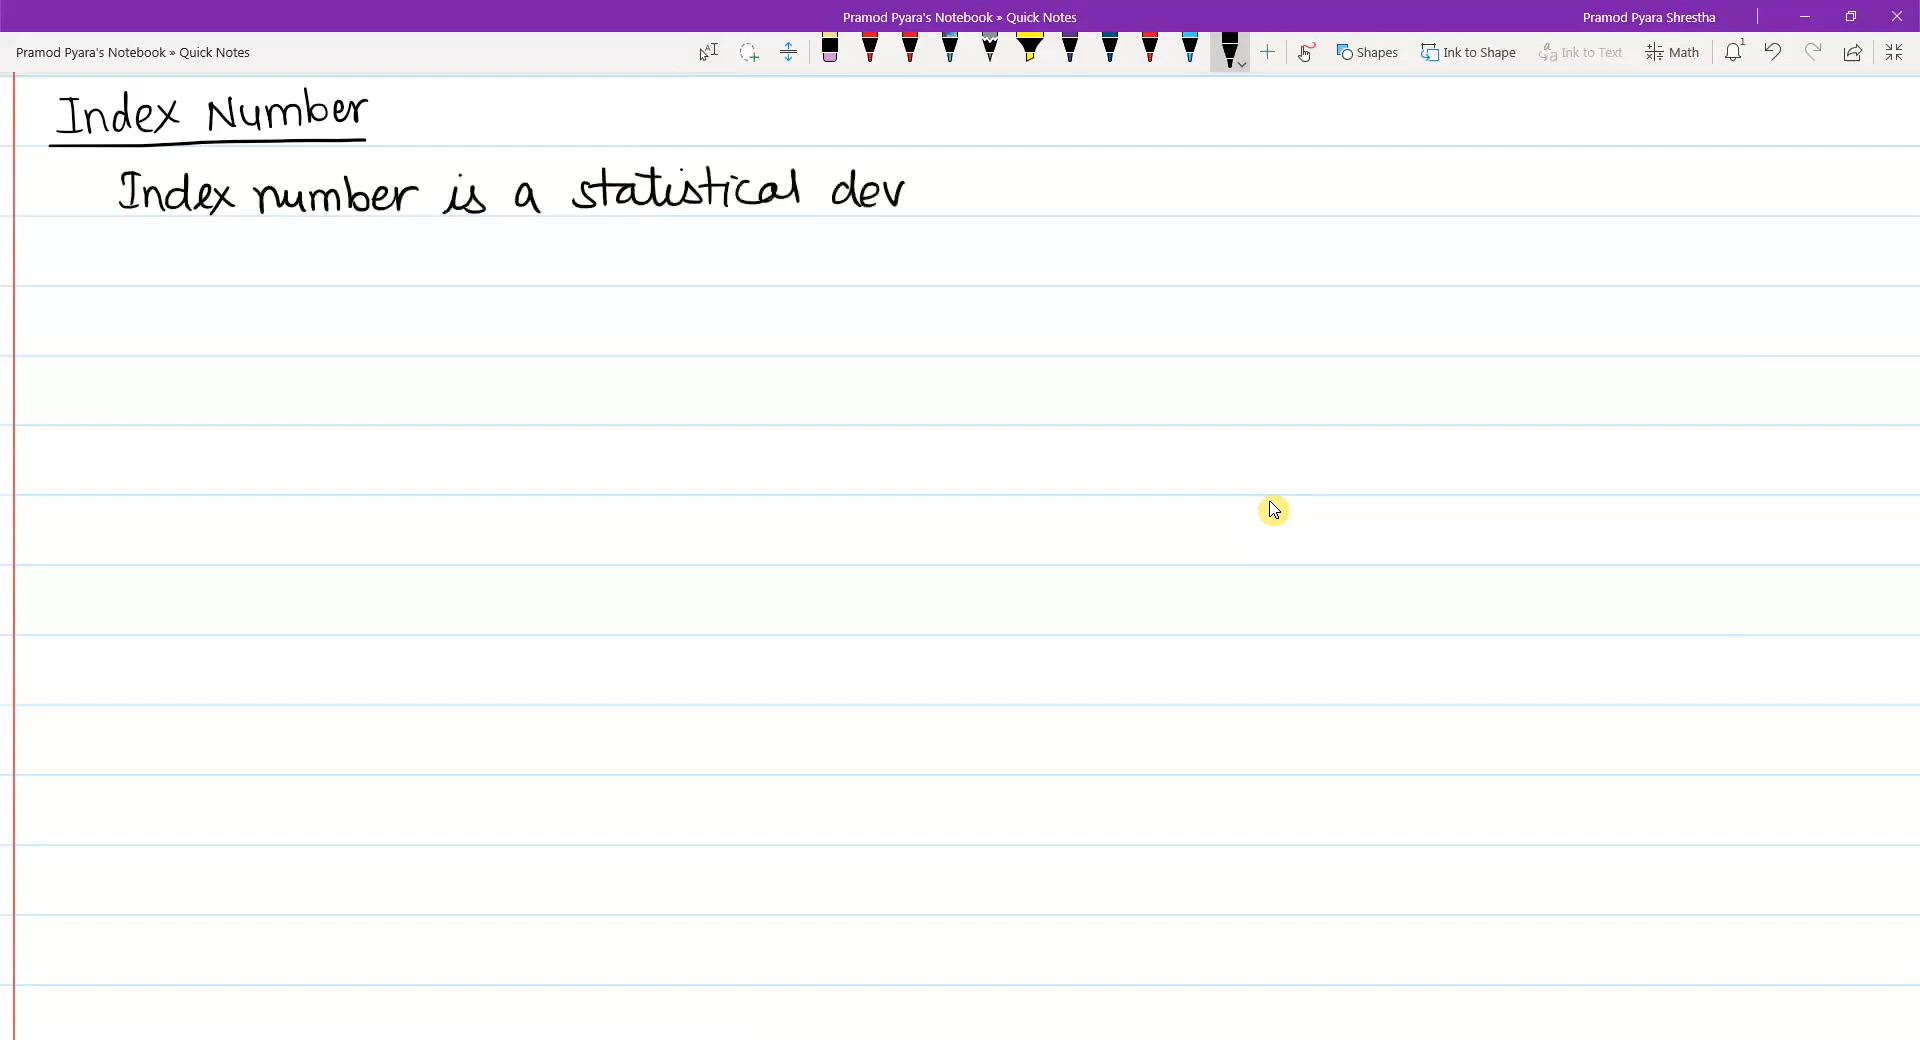 Pramod Pyara's Notebook » Quick Notes
Pramod Pyara Shrestha
Pramod Pyara's Notebook » Quick Notes
Shapes Ink to Shape Ink to Text Math 1
Index Number
Index number is a statistical dev